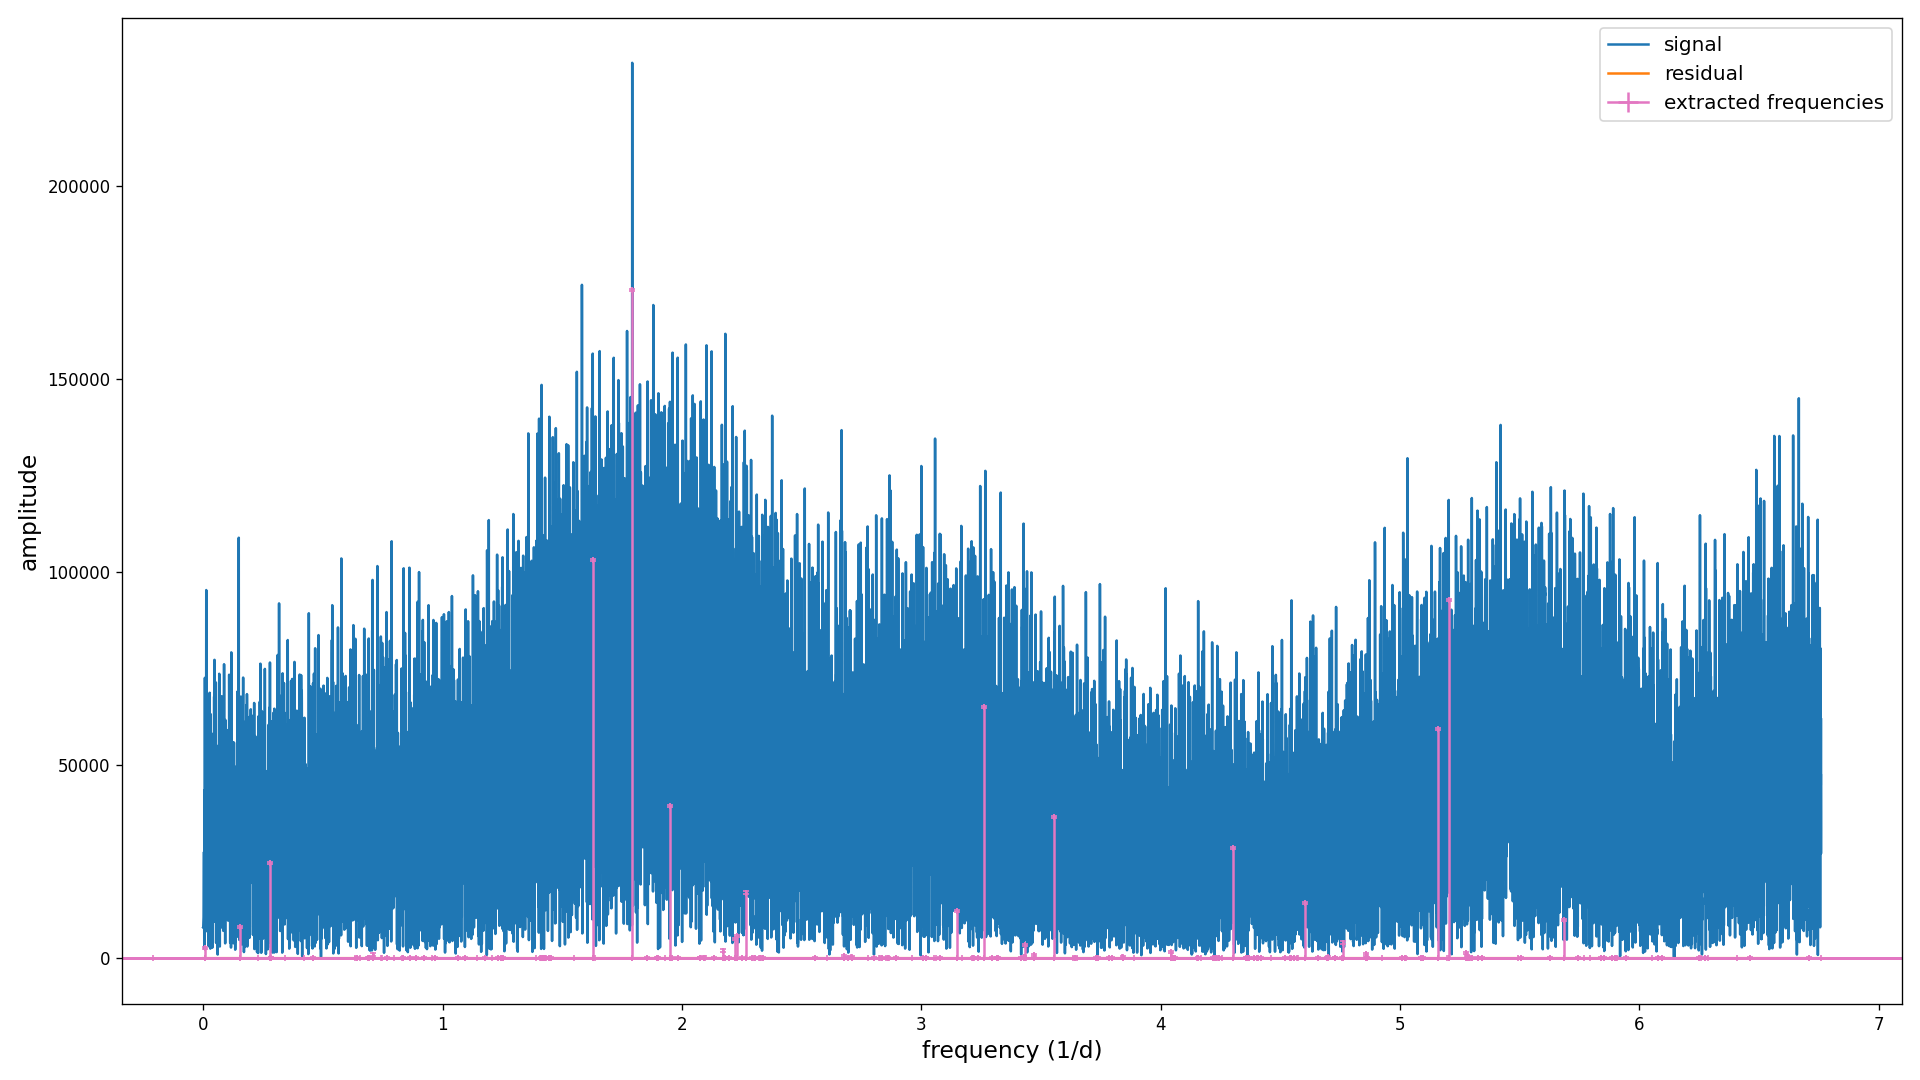 signal
residual
extracted frequencies
200000
150000
100000
50000
0
amplitude
0 1 2 3 4 5 6 7
frequency (1/d)